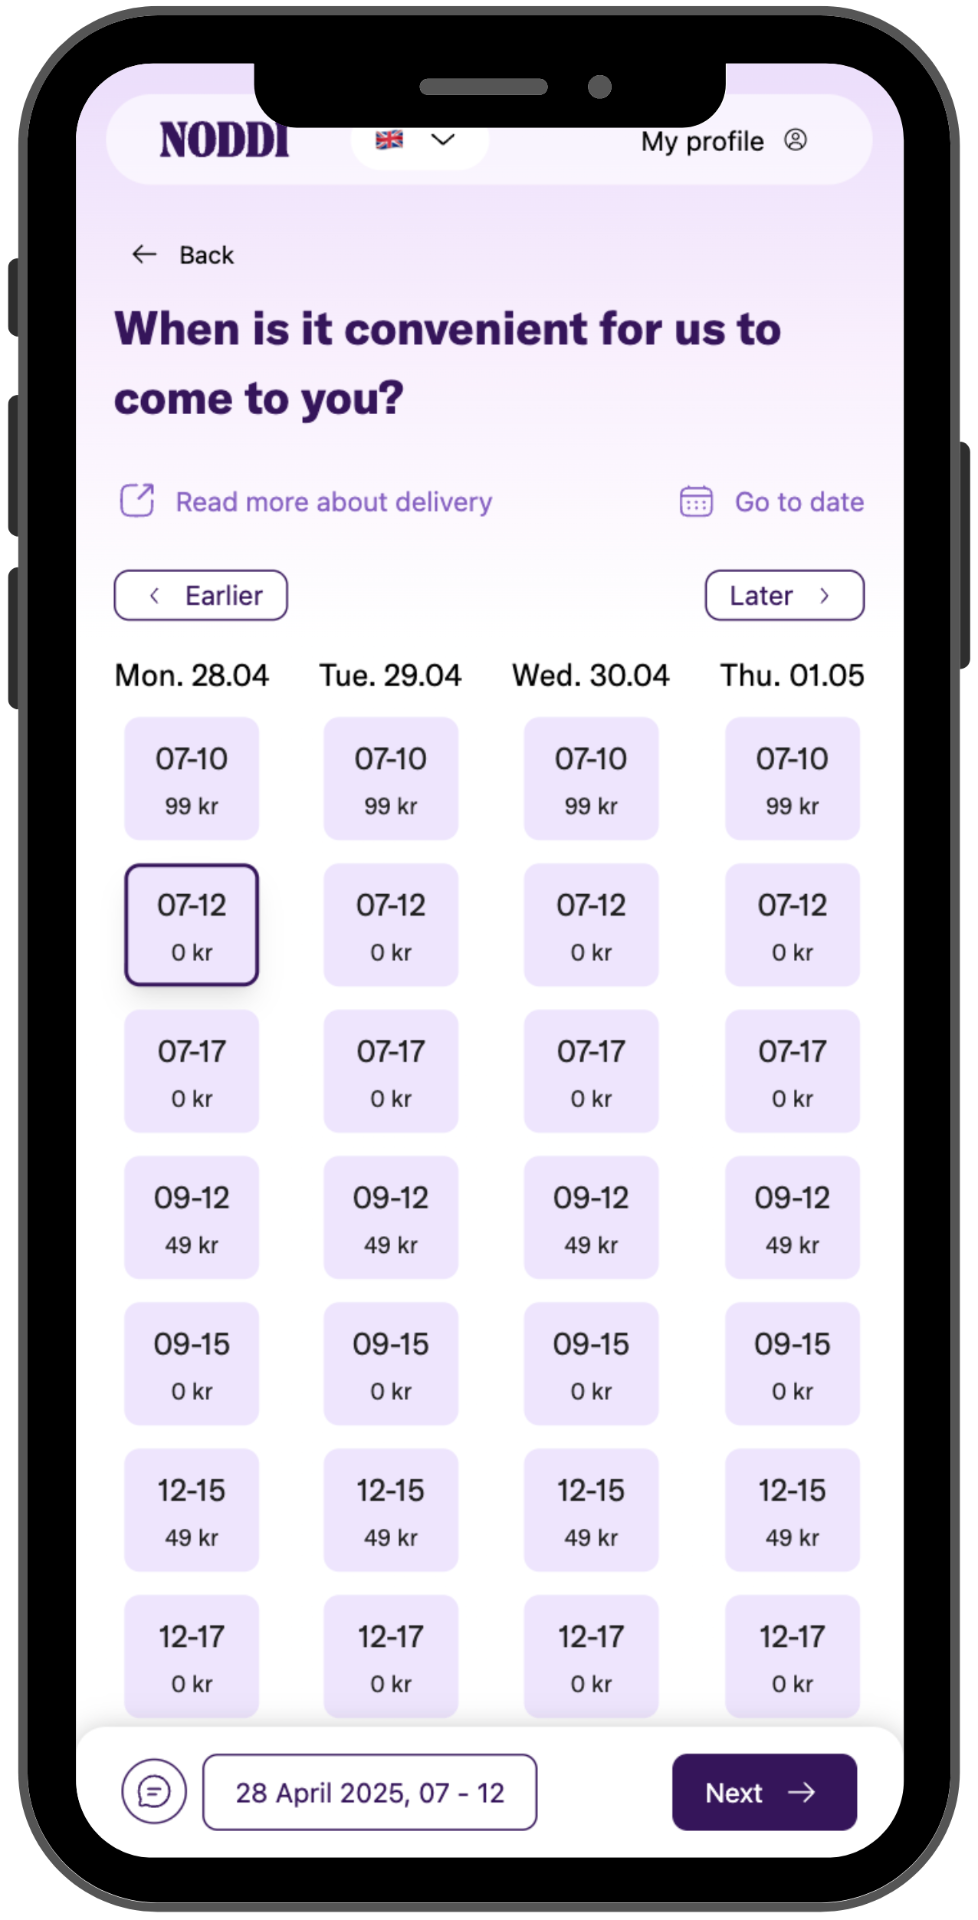 NODDI
My profile
Back
When is it convenient for us to
come to you?
Read more about delivery
Go to date
Earlier
Later
Mon. 28.04 Tue. 29.04 Wed. 30.04 Thu. 01.05
07-10 07-10 07-10 07-10
99 kr 99 kr 99 kr 99 kr
07-12 07-12 07-12 07-12
0 kr 0 kr 0 kr 0 kr
07-17 07-17 07-17 07-17
0 kr 0 kr 0 kr 0 kr
09-12 09-12 09-12 09-12
49 kr 49 kr 49 kr 49 kr
09-15 09-15 09-15 09-15
0 kr 0 kr 0 kr 0 kr
12-15 12-15 12-15 12-15
49 kr 49 kr 49 kr 49 kr
12-17 12-17 12-17 12-17
0 kr 0 kr 0 kr 0 kr
28 April 2025, 07 - 12
Next